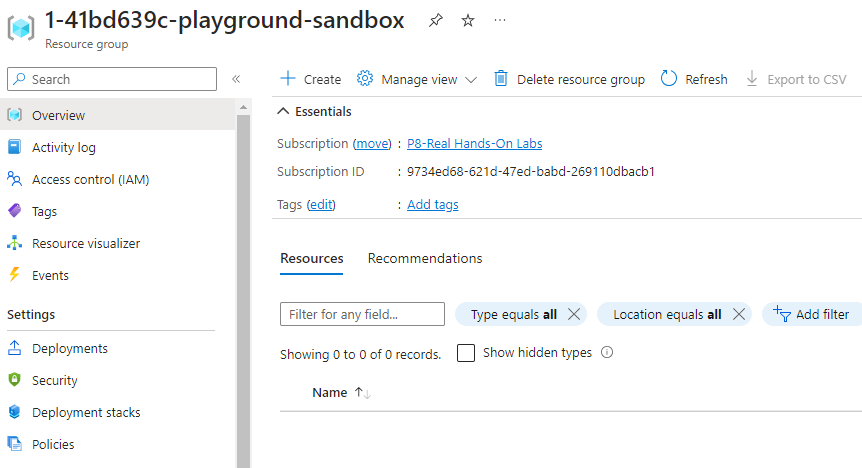 1-41bd639c-playground-sandbox
Resource group
Search
Overview
Activity log
Access control (IAM)
Tags
Resource visualizer
Events
Settings
Deployments
Security
Deployment stacks
Policies
Create Manage view Delete resource group Refresh Export to CSV
Essentials
Subscription (move) : P8-Real Hands-On Labs
Subscription ID : 9734ed68-621d-47ed-babd-269110dbacb1
Tags (edit) : Add tags
Resources Recommendations
Filter for any field... Type equals all Location equals all Add filter
Showing 0 to 0 of 0 records. Show hidden types
Name